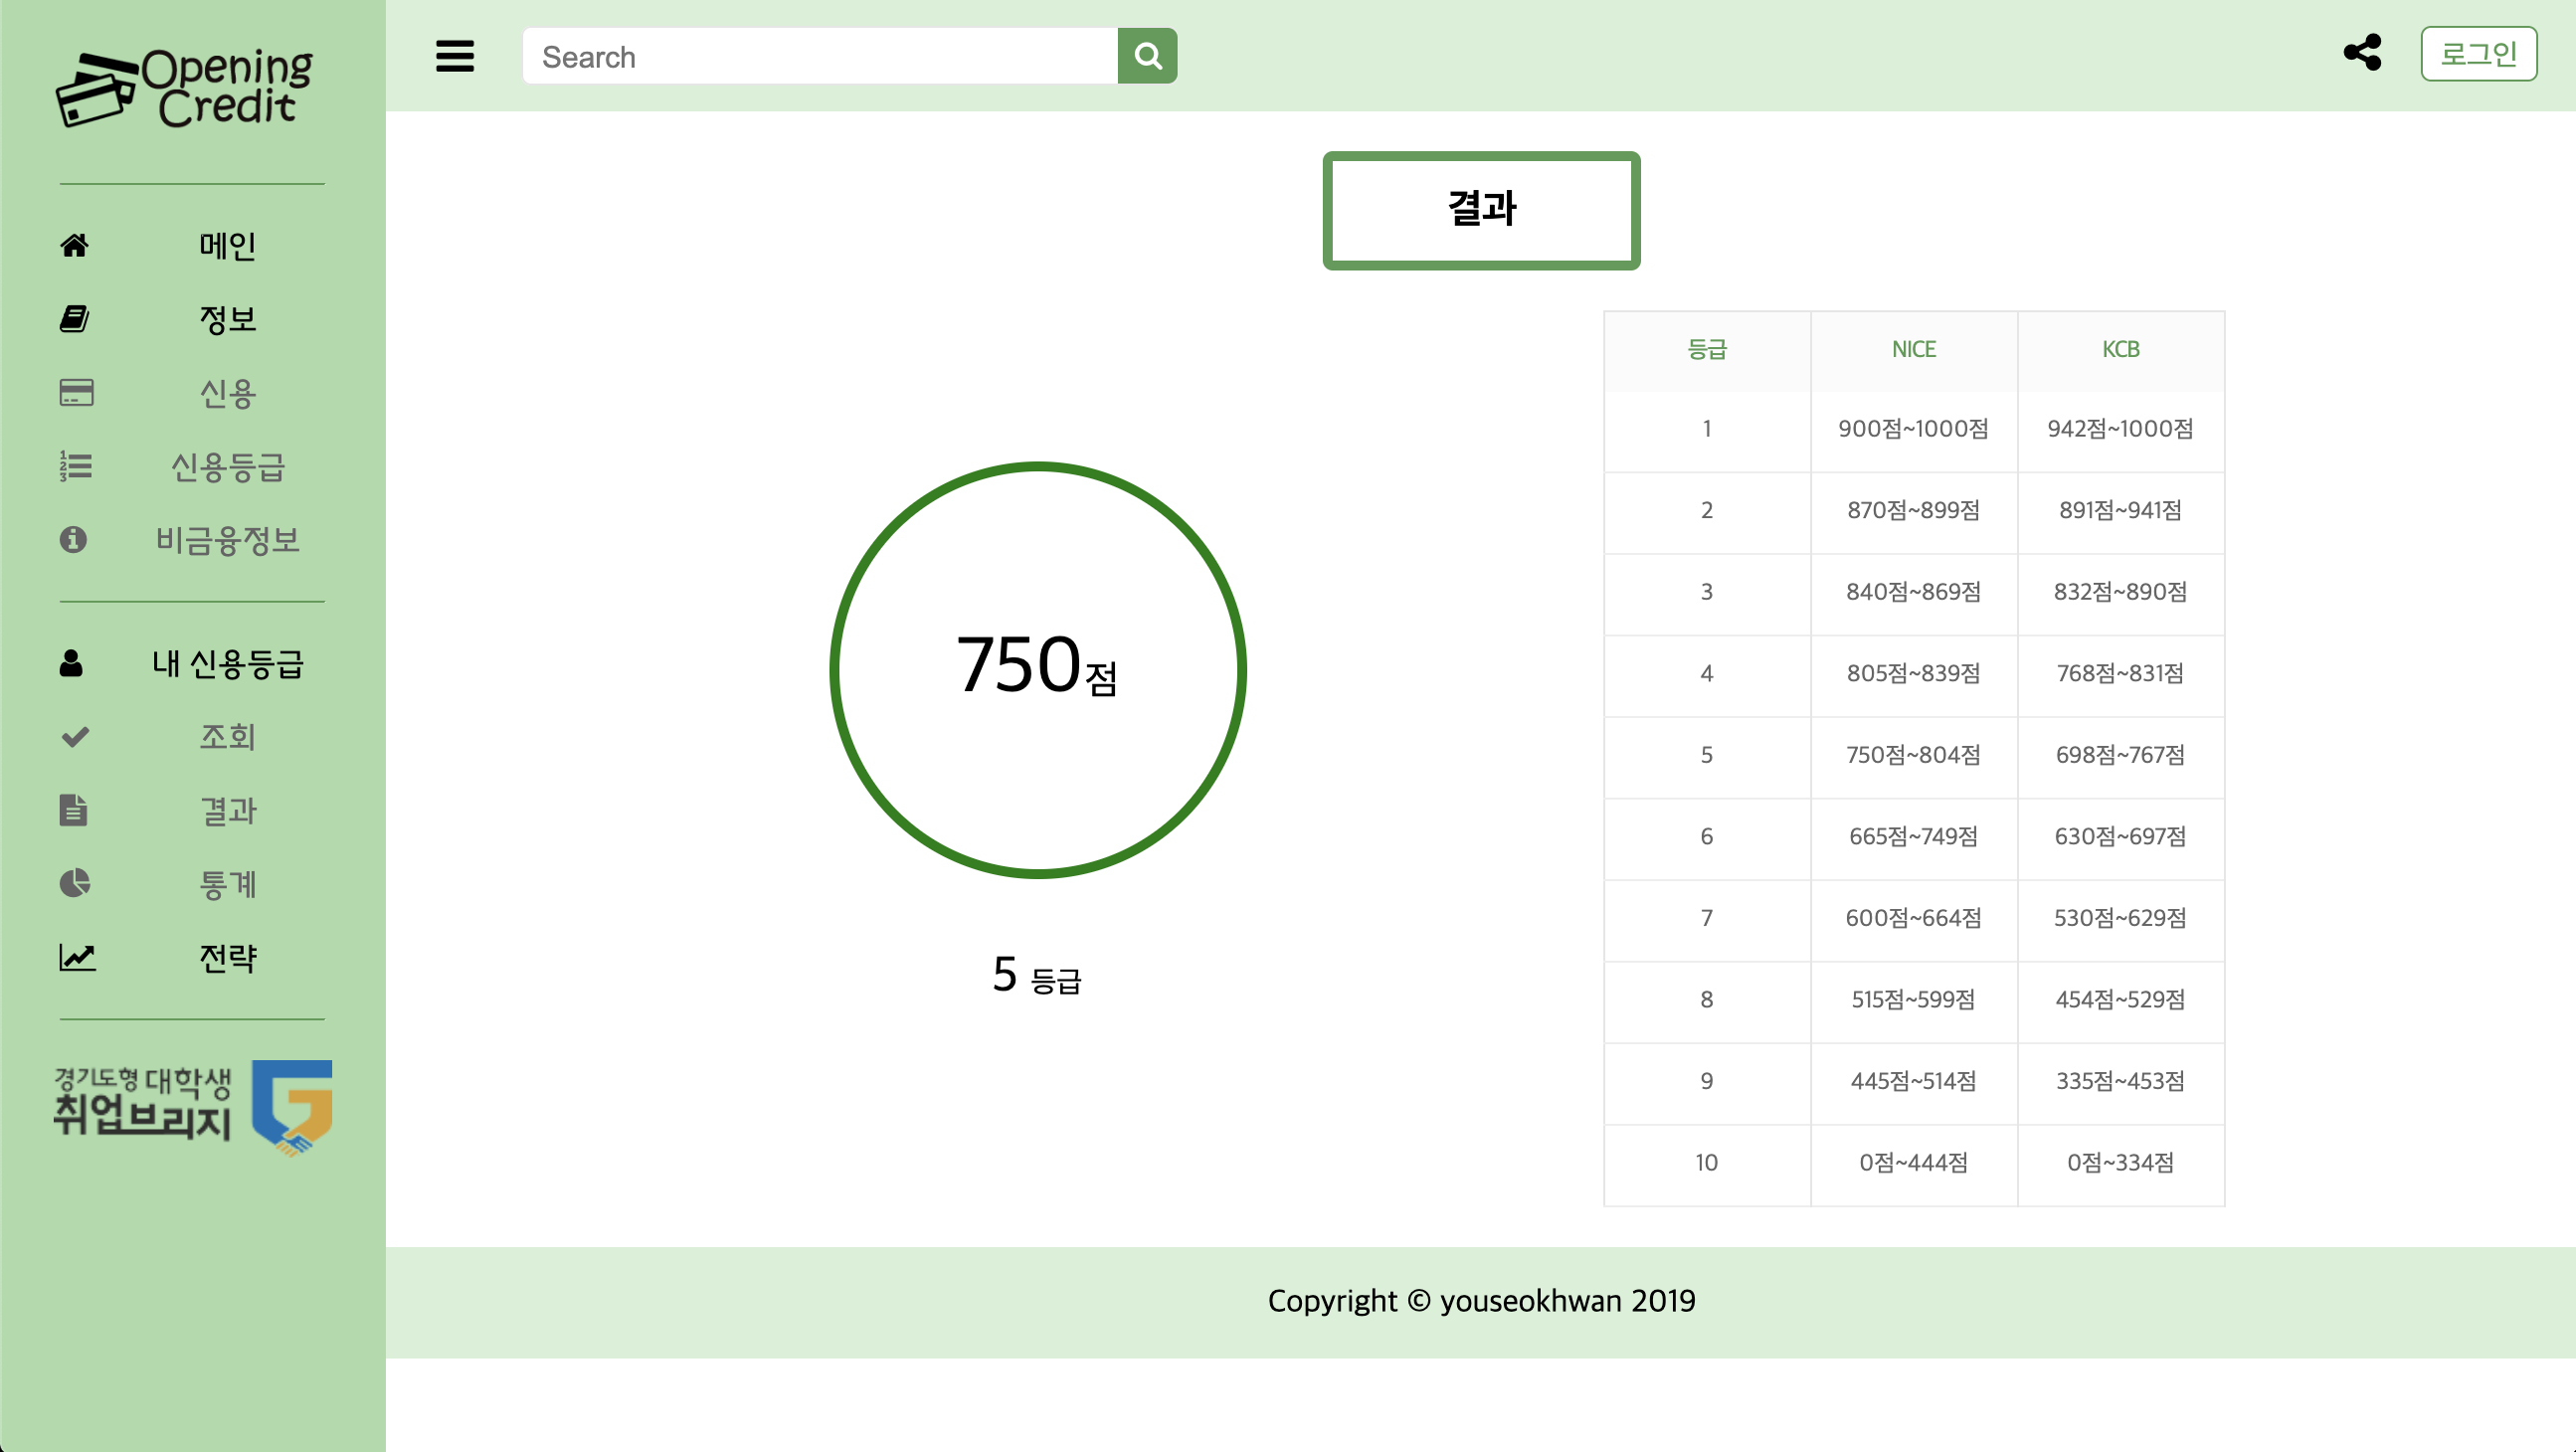 Opening
Credit
메인
정보
신용
신용등급
비금융정보
내 신용등급
조회
결과
통계
전략
경기도형 대학생
취업브리지
Search
로그인
결과
750점
5 등급
등급 NICE KCB
1 900점~1000점 942점~1000점
2 870점~899점 891점~941점
3 840점~869점 832점~890점
4 805점~839점 768점~831점
5 750점~804점 698점~767점
6 665점~749점 630점~697점
7 600점~664점 530점~629점
8 515점~599점 454점~529점
9 445점~514점 335점~453점
10 0점~444점 0점~334점
Copyright © youseokhwan 2019